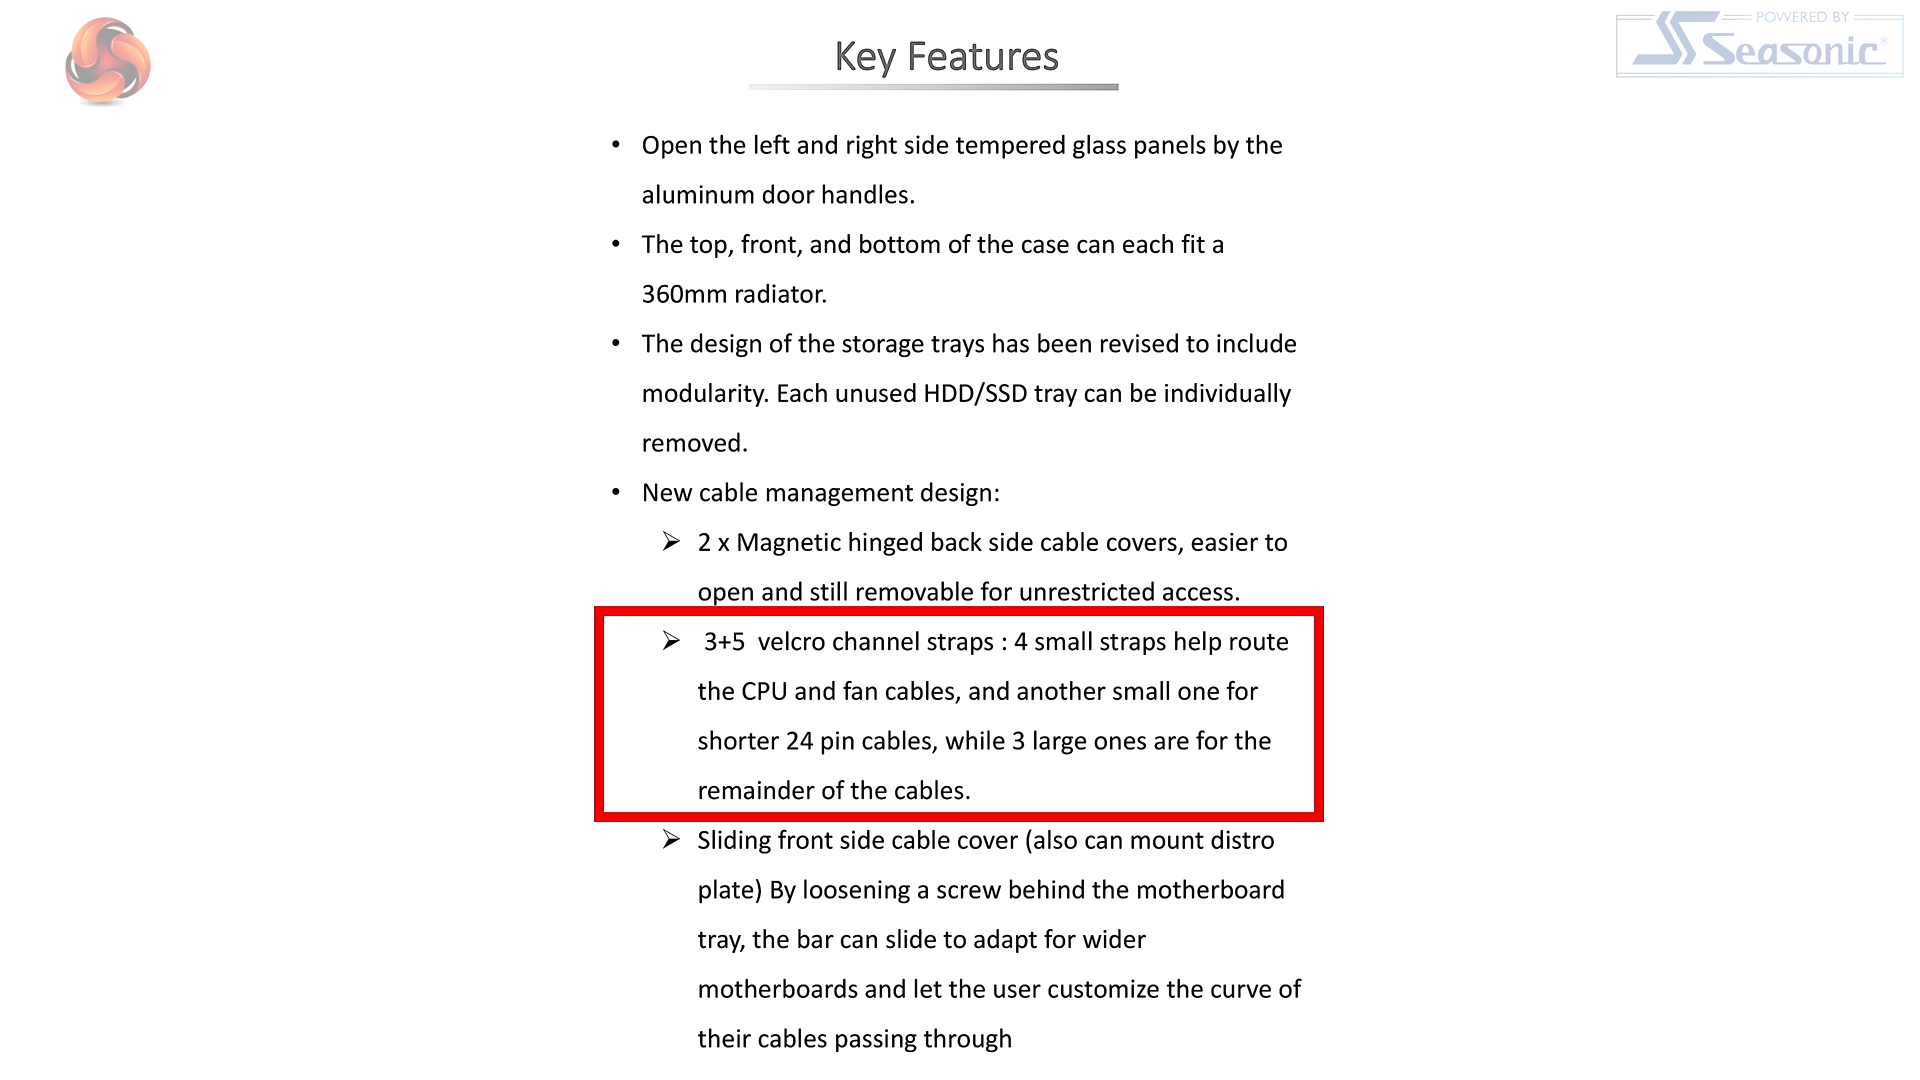 POWERED BY
Seasonic®
Key Features
• Open the left and right side tempered glass panels by the
aluminum door handles.
• The top, front, and bottom of the case can each fit a
360mm radiator.
• The design of the storage trays has been revised to include
modularity. Each unused HDD/SSD tray can be individually
removed.
• New cable management design:
➢ 2 x Magnetic hinged back side cable covers, easier to
open and still removable for unrestricted access.
➢ 3+5  velcro channel straps : 4 small straps help route
the CPU and fan cables, and another small one for
shorter 24 pin cables, while 3 large ones are for the
remainder of the cables.
➢ Sliding front side cable cover (also can mount distro
plate) By loosening a screw behind the motherboard
tray, the bar can slide to adapt for wider
motherboards and let the user customize the curve of
their cables passing through